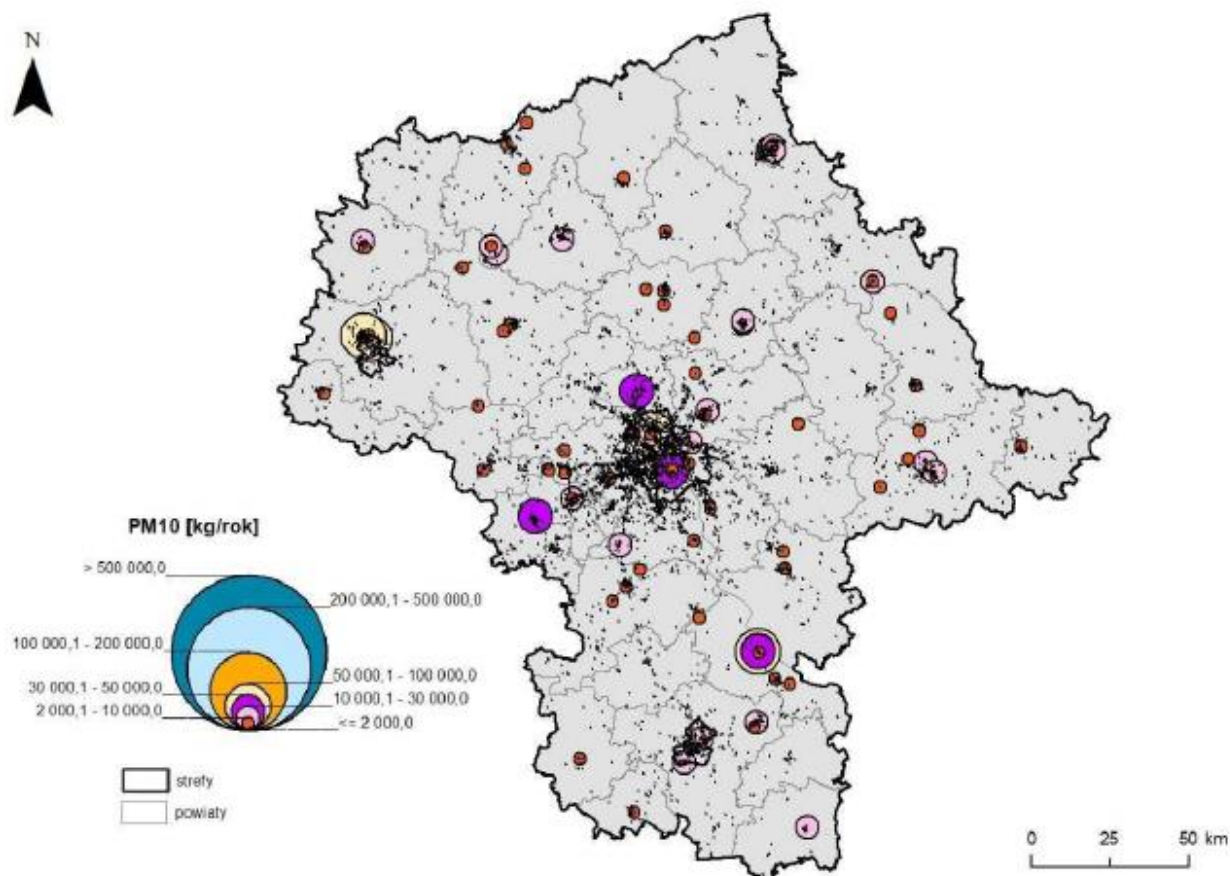 N
PM10 [kg/rok]
> 500 000,0
200 000,1 - 500 000,0
100 000,1 - 200 000,0
50 000,1 - 100 000,0
30 000,1 - 50 000,0
10 000,1 - 30 000,0
2 000,1 - 10 000,0
<= 2 000,0
strefy
powiaty
0 25 50 km